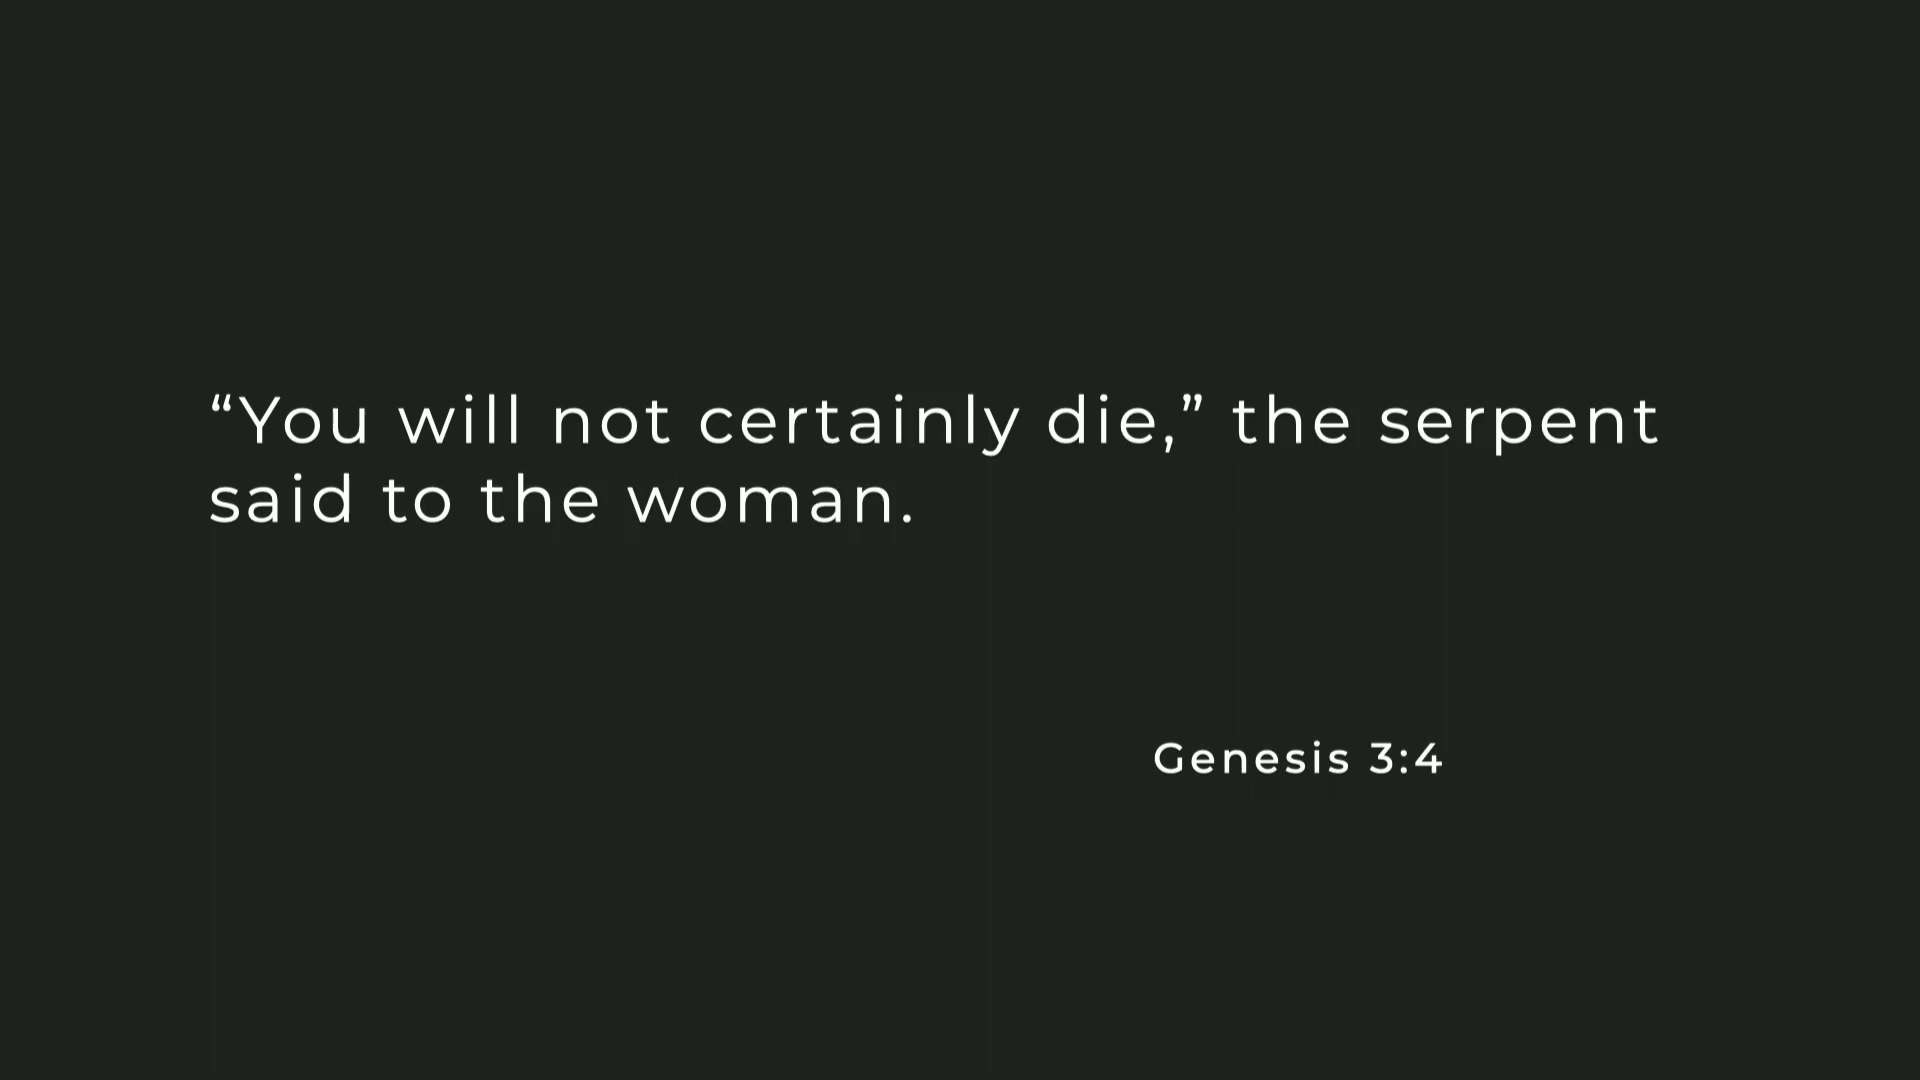 “You will not certainly die,” the serpent
said to the woman.
Genesis 3:4